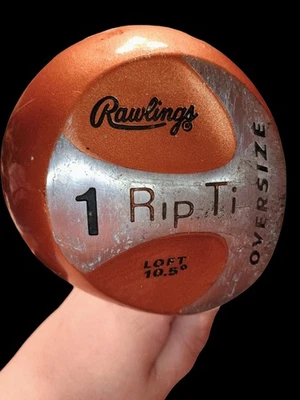 Rawlings®
1 Rip Ti
OVERSIZE
LOFT
10.5°